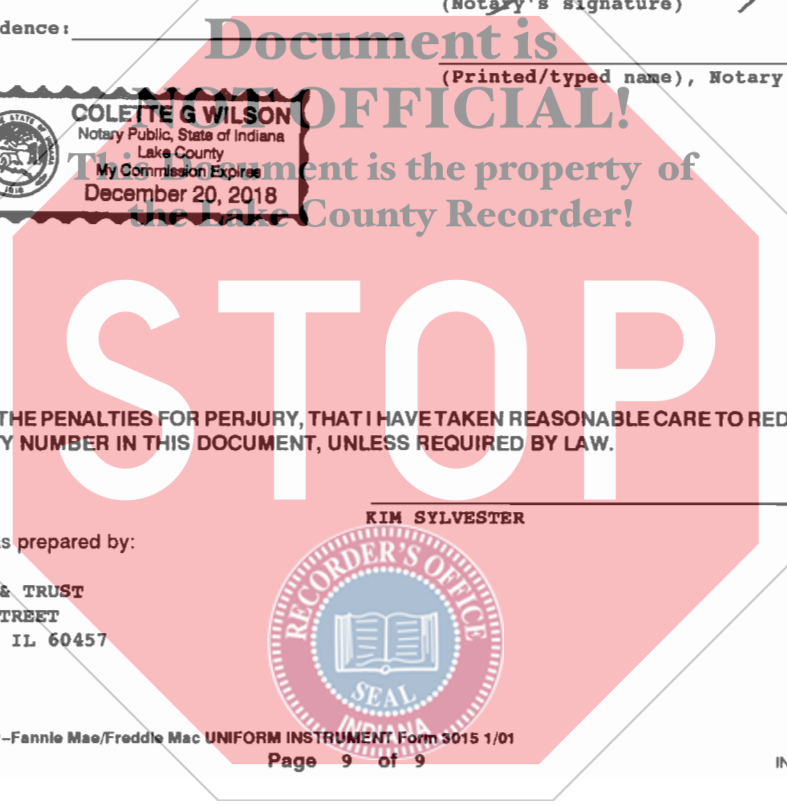 (Notary's signature)
dence:
Document is
(Printed/typed name), Notary
NOT OFFICIAL!
COLETTE G WILSON
Notary Public, State of Indiana
Lake County
My Commission Expires
December 20, 2018
This Document is the property of
the Lake County Recorder!
STOP
THE PENALTIES FOR PERJURY, THAT I HAVE TAKEN REASONABLE CARE TO RED
Y NUMBER IN THIS DOCUMENT, UNLESS REQUIRED BY LAW.
KIM SYLVESTER
s prepared by:
& TRUST
TREET
IL 60457
RECORDER'S OFFICE
SEAL
INDIANA
–Fannie Mae/Freddie Mac UNIFORM INSTRUMENT Form 3015 1/01
Page 9 of 9
IN